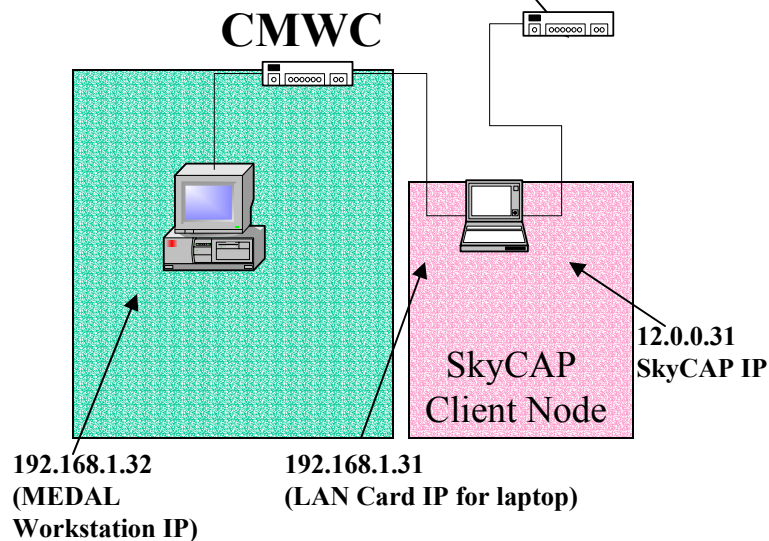 CMWC
12.0.0.31
SkyCAP IP
SkyCAP
Client Node
192.168.1.32
(MEDAL
Workstation IP)
192.168.1.31
(LAN Card IP for laptop)